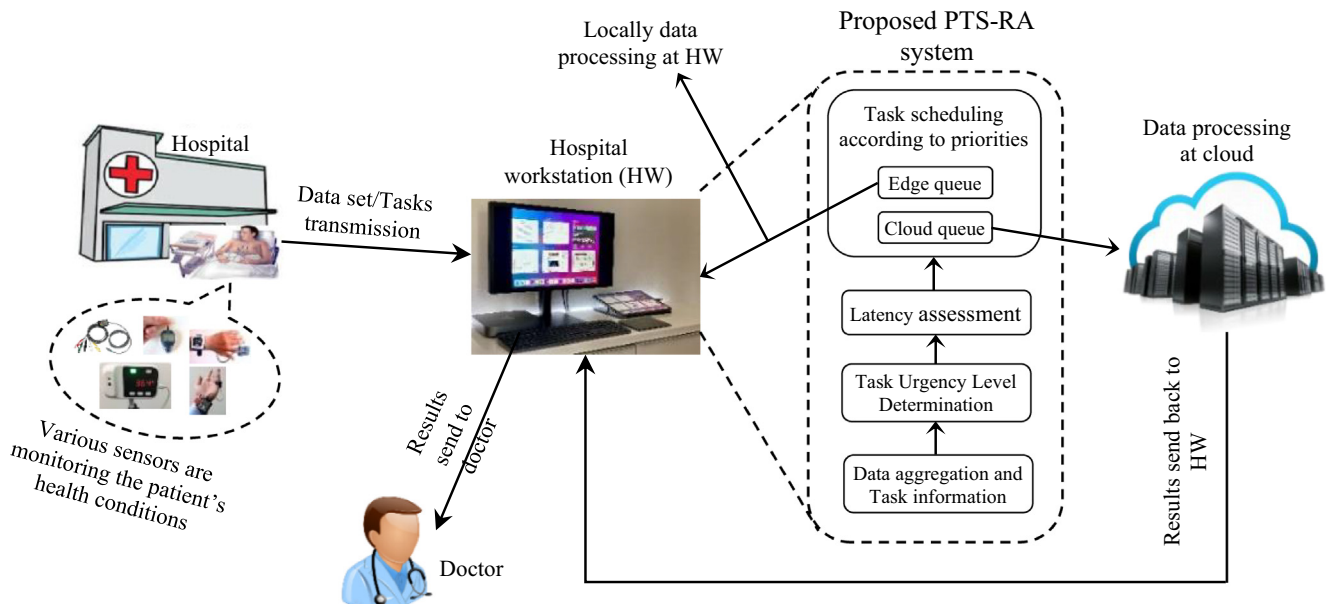 Proposed PTS-RA
system
Locally data
processing at HW
Hospital
Data set/Tasks
transmission
Hospital
workstation (HW)
Task scheduling
according to priorities
Edge queue
Cloud queue
Latency assessment
Task Urgency Level
Determination
Data aggregation and
Task information
Data processing
at cloud
Various sensors are
monitoring the patient’s
health conditions
Results
send to
doctor
Doctor
Results send back to
HW